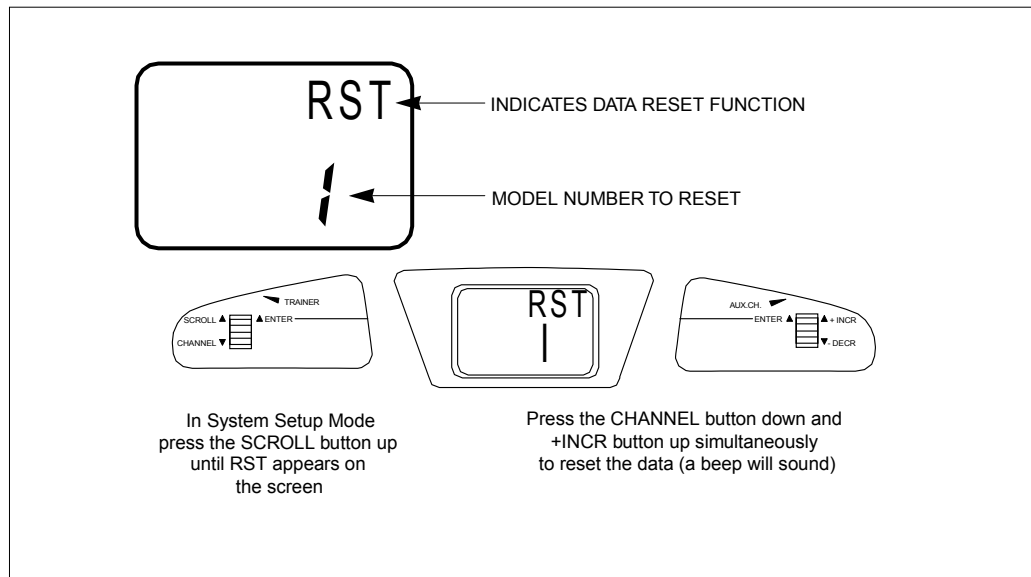 RST
INDICATES DATA RESET FUNCTION
1
MODEL NUMBER TO RESET
TRAINER
SCROLL ▲
▲ ENTER
CHANNEL ▼
RST
1
AUX.CH.
ENTER ▲
▲ + INCR
▼ - DECR
In System Setup Mode
press the SCROLL button up
until RST appears on
the screen
Press the CHANNEL button down and
+INCR button up simultaneously
to reset the data (a beep will sound)